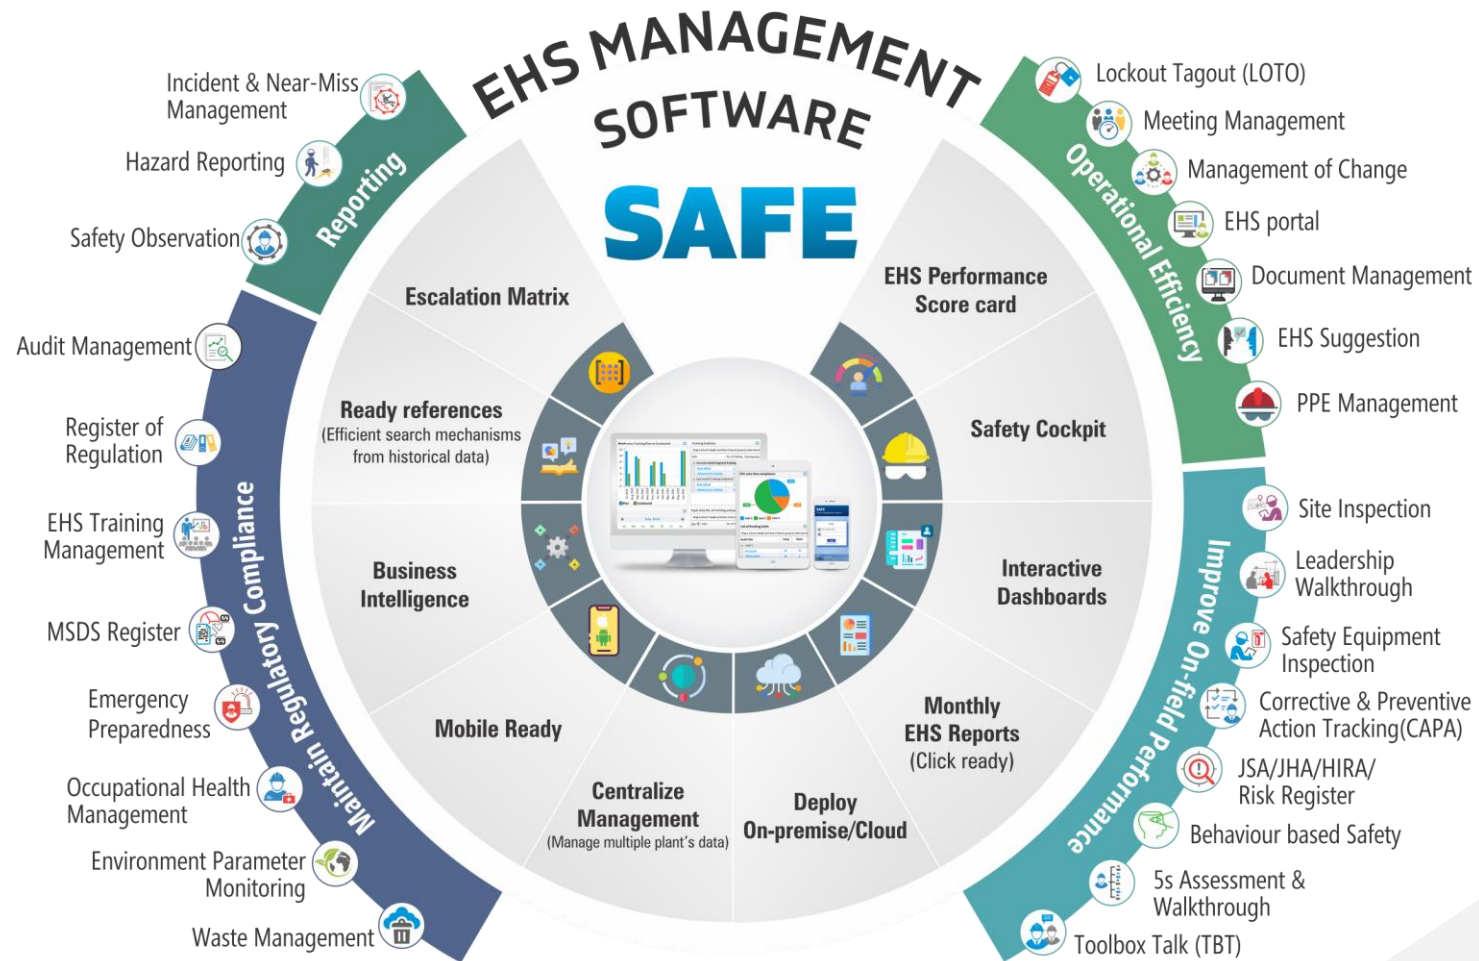 EHS MANAGEMENT
SOFTWARE
SAFE
Reporting
Incident & Near-Miss
Management
Hazard Reporting
Safety Observation
Maintain Regulatory Compliance
Audit Management
Register of
Regulation
EHS Training
Management
MSDS Register
Emergency
Preparedness
Occupational Health
Management
Environment Parameter
Monitoring
Waste Management
Escalation Matrix
Ready references
(Efficient search mechanisms
from historical data)
Business
Intelligence
Mobile Ready
Centralize
Management
(Manage multiple plant's data)
Deploy
On-premise/Cloud
Monthly
EHS Reports
(Click ready)
Interactive
Dashboards
Safety Cockpit
EHS Performance
Score card
Operational Efficiency
Lockout Tagout (LOTO)
Meeting Management
Management of Change
EHS portal
Document Management
EHS Suggestion
PPE Management
Improve On-field Performance
Site Inspection
Leadership
Walkthrough
Safety Equipment
Inspection
Corrective & Preventive
Action Tracking(CAPA)
JSA/JHA/HIRA/
Risk Register
Behaviour based Safety
5s Assessment &
Walkthrough
Toolbox Talk (TBT)
SAFE